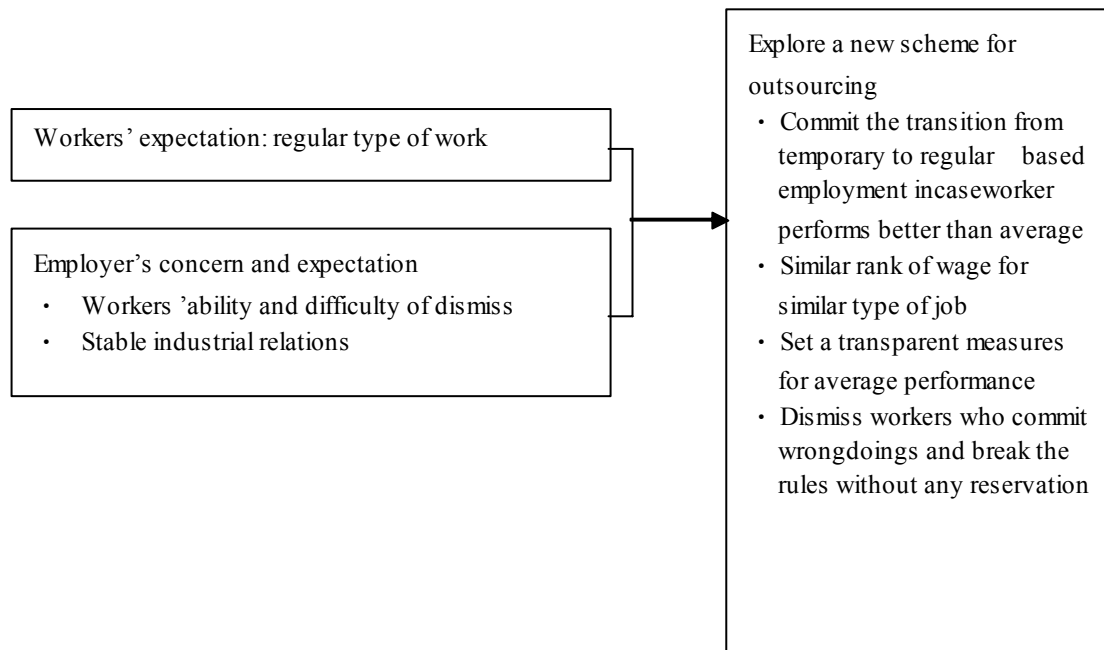 Workers' expectation: regular type of work
Employer's concern and expectation
· Workers 'ability and difficulty of dismiss
· Stable industrial relations
Explore a new scheme for
outsourcing
· Commit the transition from
temporary to regular based
employment incaseworker
performs better than average
· Similar rank of wage for
similar type of job
· Set a transparent measures
for average performance
· Dismiss workers who commit
wrongdoings and break the
rules without any reservation